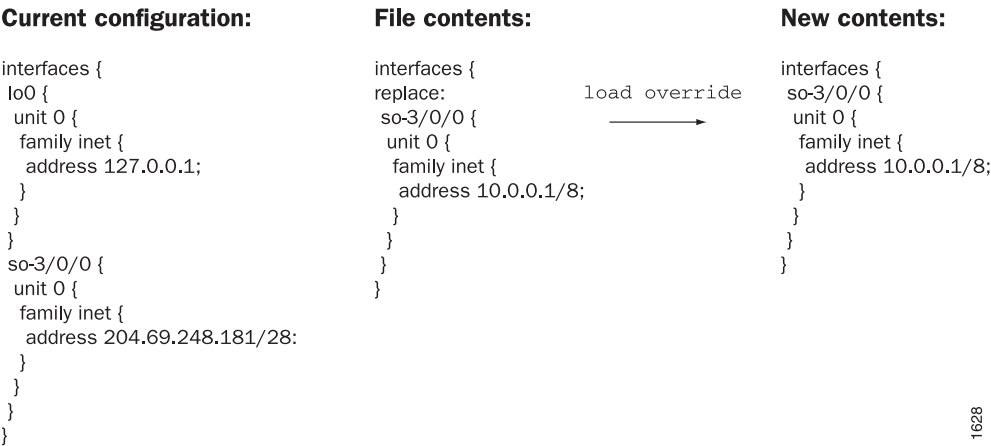 Current configuration:
interfaces {
lo0 {
unit 0 {
family inet {
address 127.0.0.1;
}
}
}
so-3/0/0 {
unit 0 {
family inet {
address 204.69.248.181/28:
}
}
}
}
File contents:
interfaces {
replace:
so-3/0/0 {
unit 0 {
family inet {
address 10.0.0.1/8;
}
}
}
}
load override
New contents:
interfaces {
so-3/0/0 {
unit 0 {
family inet {
address 10.0.0.1/8;
}
}
}
}
1628